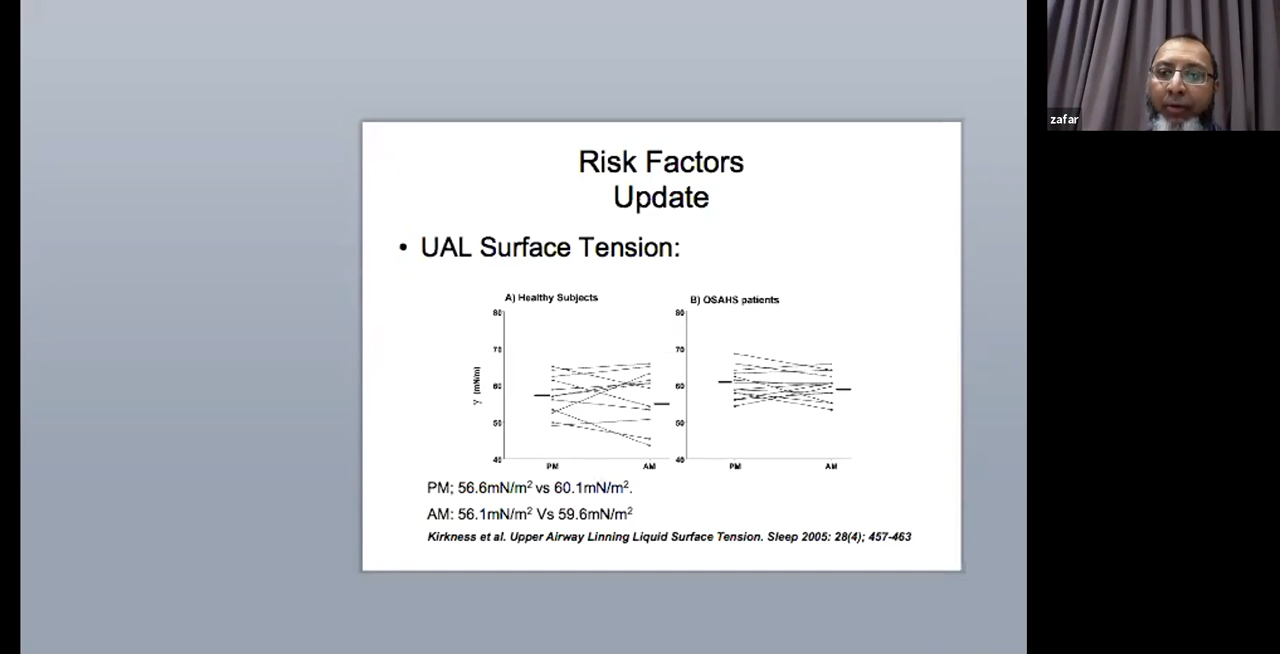 Risk Factors
Update
• UAL Surface Tension:
A) Healthy Subjects
B) OSAHS patients
80
70
60
50
40
γ (mN/m)
PM
AM
80
70
60
50
40
PM
AM
PM; 56.6mN/m² vs 60.1mN/m².
AM: 56.1mN/m² Vs 59.6mN/m²
Kirkness et al. Upper Airway Linning Liquid Surface Tension. Sleep 2005: 28(4); 457-463
zafar